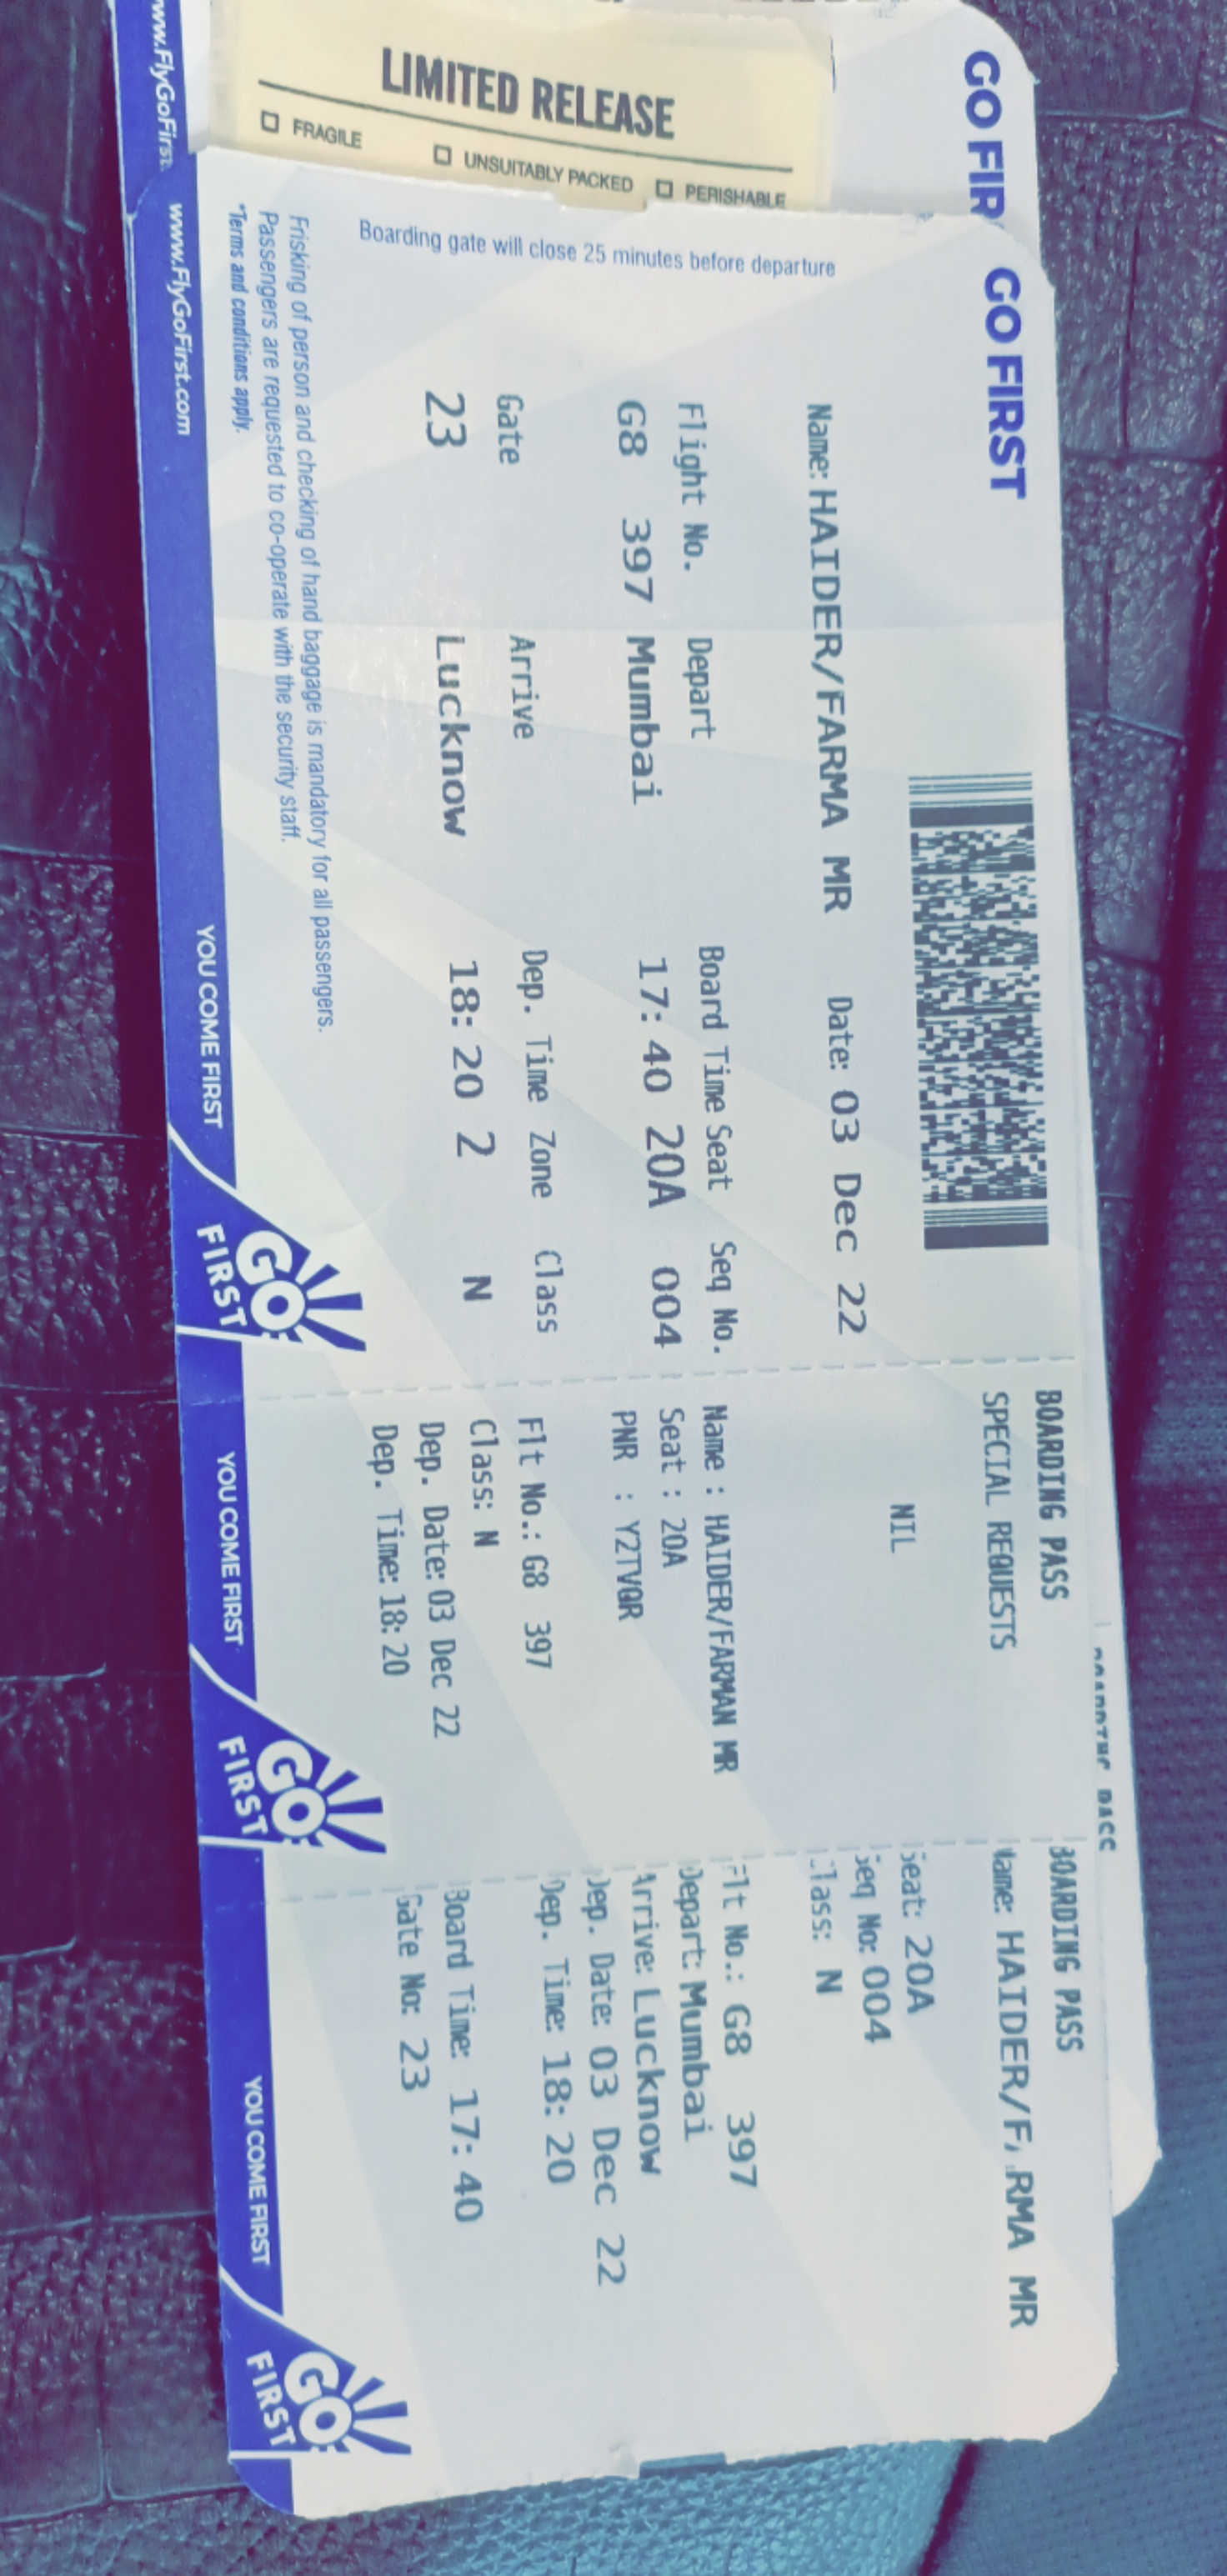 GO FIR
LIMITED RELEASE
FRAGILE
UNSUITABLY PACKED
PERISHABLE
www.FlyGoFirst
GO FIRST
Name: HAIDER/FARMA MR Date: 03 Dec 22
Flight No. Depart Board Time Seat Seq No.
G8 397 Mumbai 17:40 20A 004
Gate Arrive Dep. Time Zone Class
23 Lucknow 18:20 2 N
Boarding gate will close 25 minutes before departure
Frisking of person and checking of hand baggage is mandatory for all passengers.
Passengers are requested to co-operate with the security staff.
*Terms and conditions apply.
www.FlyGoFirst.com
YOU COME FIRST
GO FIRST
BOARDING PASS
SPECIAL REQUESTS
NIL
Name : HAIDER/FARMAN MR
Seat : 20A
PNR : Y2TVQR
Flt No.: G8 397
Class: N
Dep. Date: 03 Dec 22
Dep. Time: 18:20
YOU COME FIRST
GO FIRST
BOARDING PASS
Name: HAIDER/FARMA MR
Seat: 20A
Seq No: 004
Class: N
Flt No.: G8 397
Depart: Mumbai
Arrive: Lucknow
Dep. Date: 03 Dec 22
Dep. Time: 18:20
Board Time: 17:40
Gate No: 23
YOU COME FIRST
GO FIRST